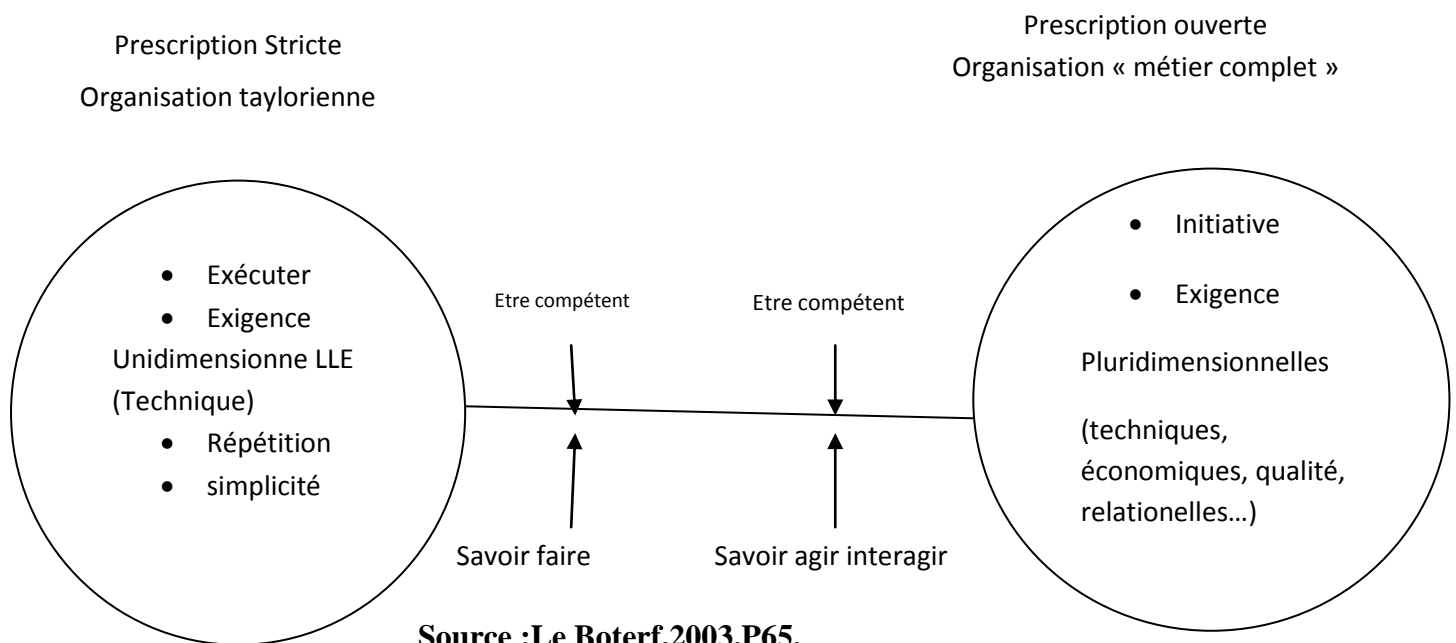 Prescription Stricte
Organisation taylorienne
Prescription ouverte
Organisation « métier complet »
• Exécuter
• Exigence
Unidimensionne LLE
(Technique)
• Répétition
• simplicité
Etre compétent
Etre compétent
Savoir faire
Savoir agir interagir
• Initiative
• Exigence
Pluridimensionnelles
(techniques,
économiques, qualité,
relationelles…)
Source :Le Boterf,2003,P65.